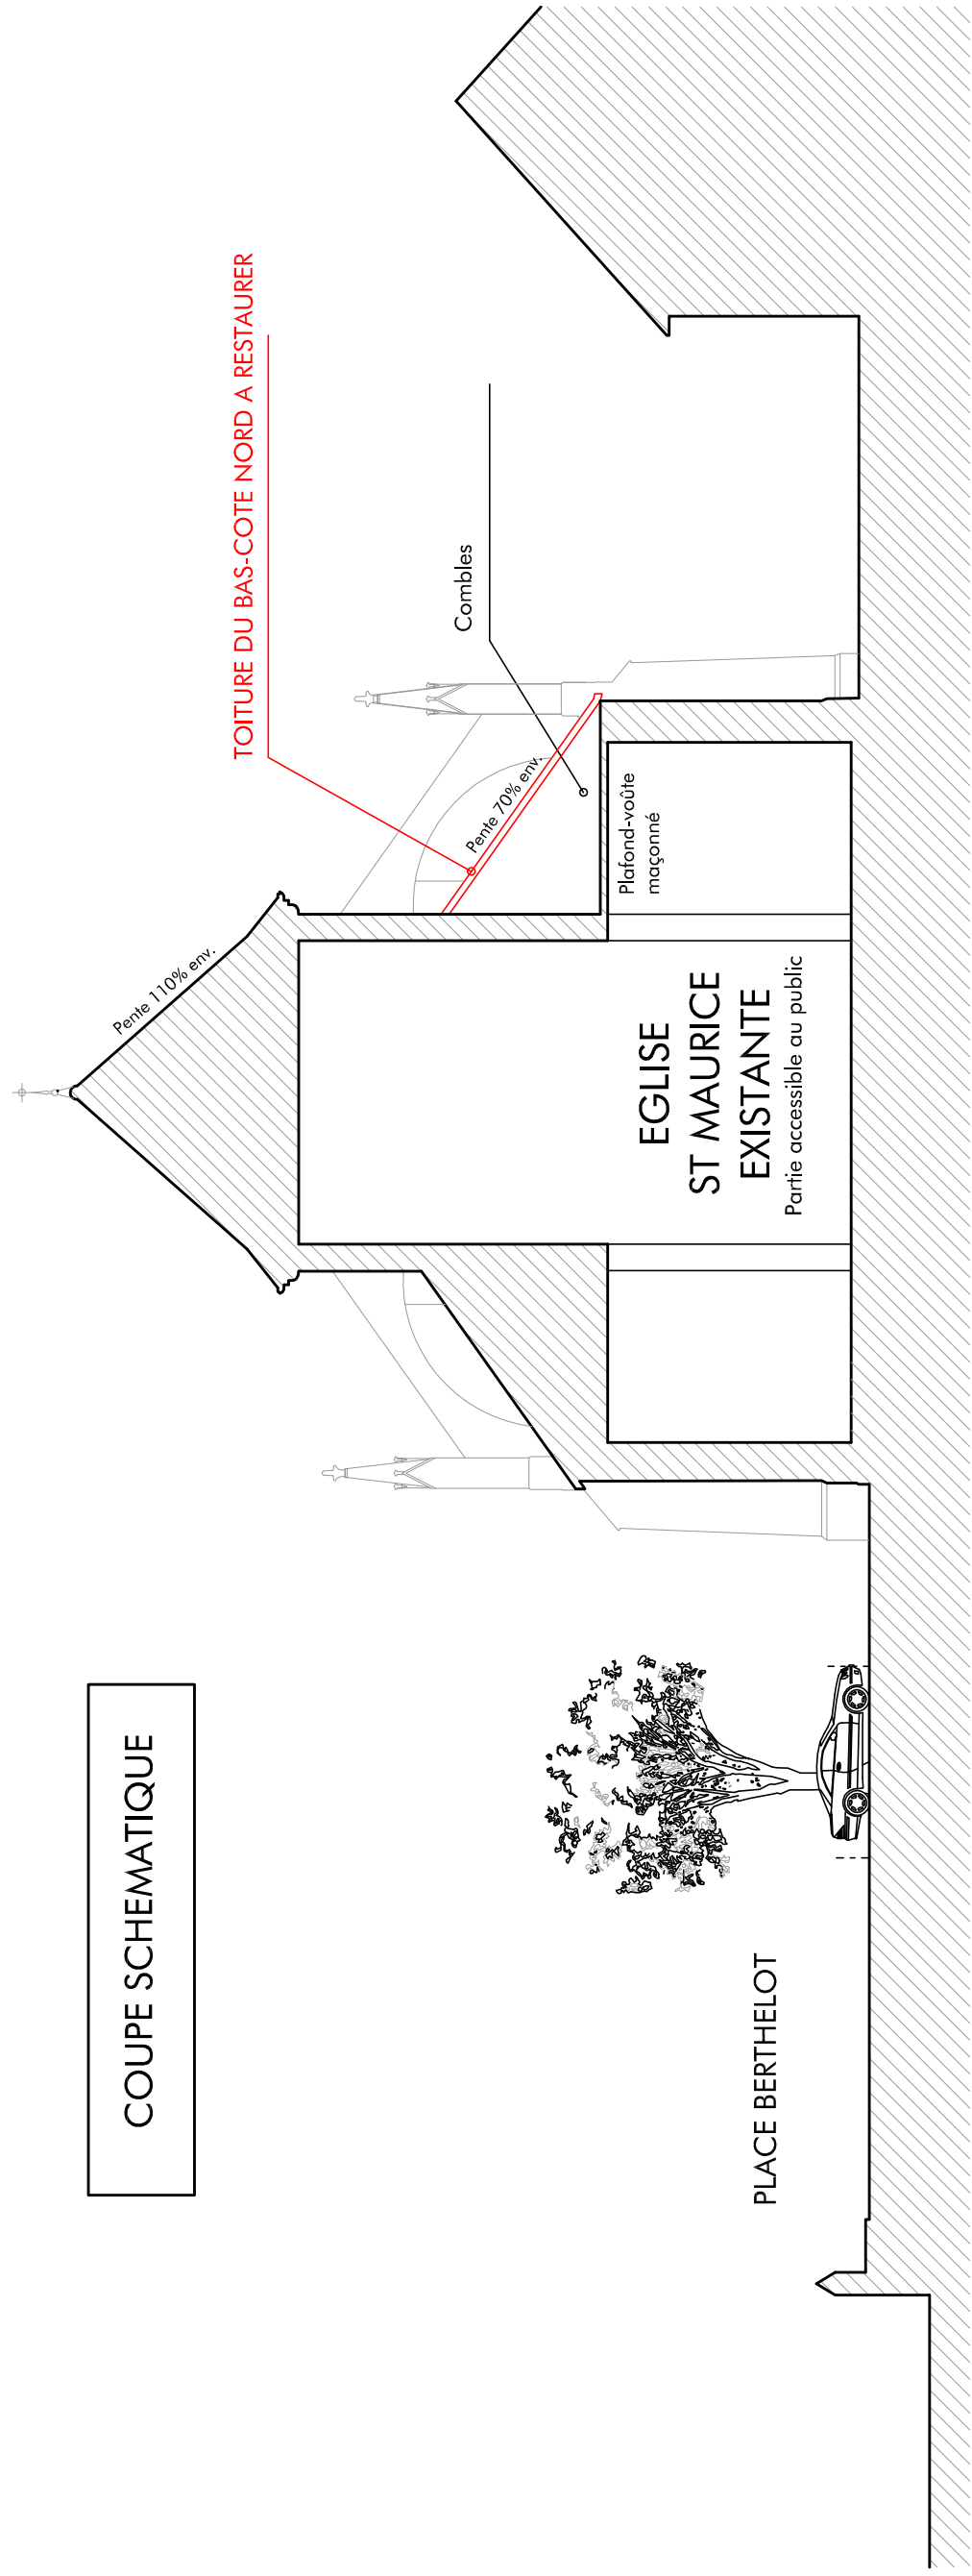 COUPE SCHEMATIQUE
TOITURE DU BAS-COTE NORD A RESTAURER
Pente 110% env.
Combles
Pente 70% env.
Plafond-voûte
maçonné
EGLISE
ST MAURICE
EXISTANTE
Partie accessible au public
PLACE BERTHELOT